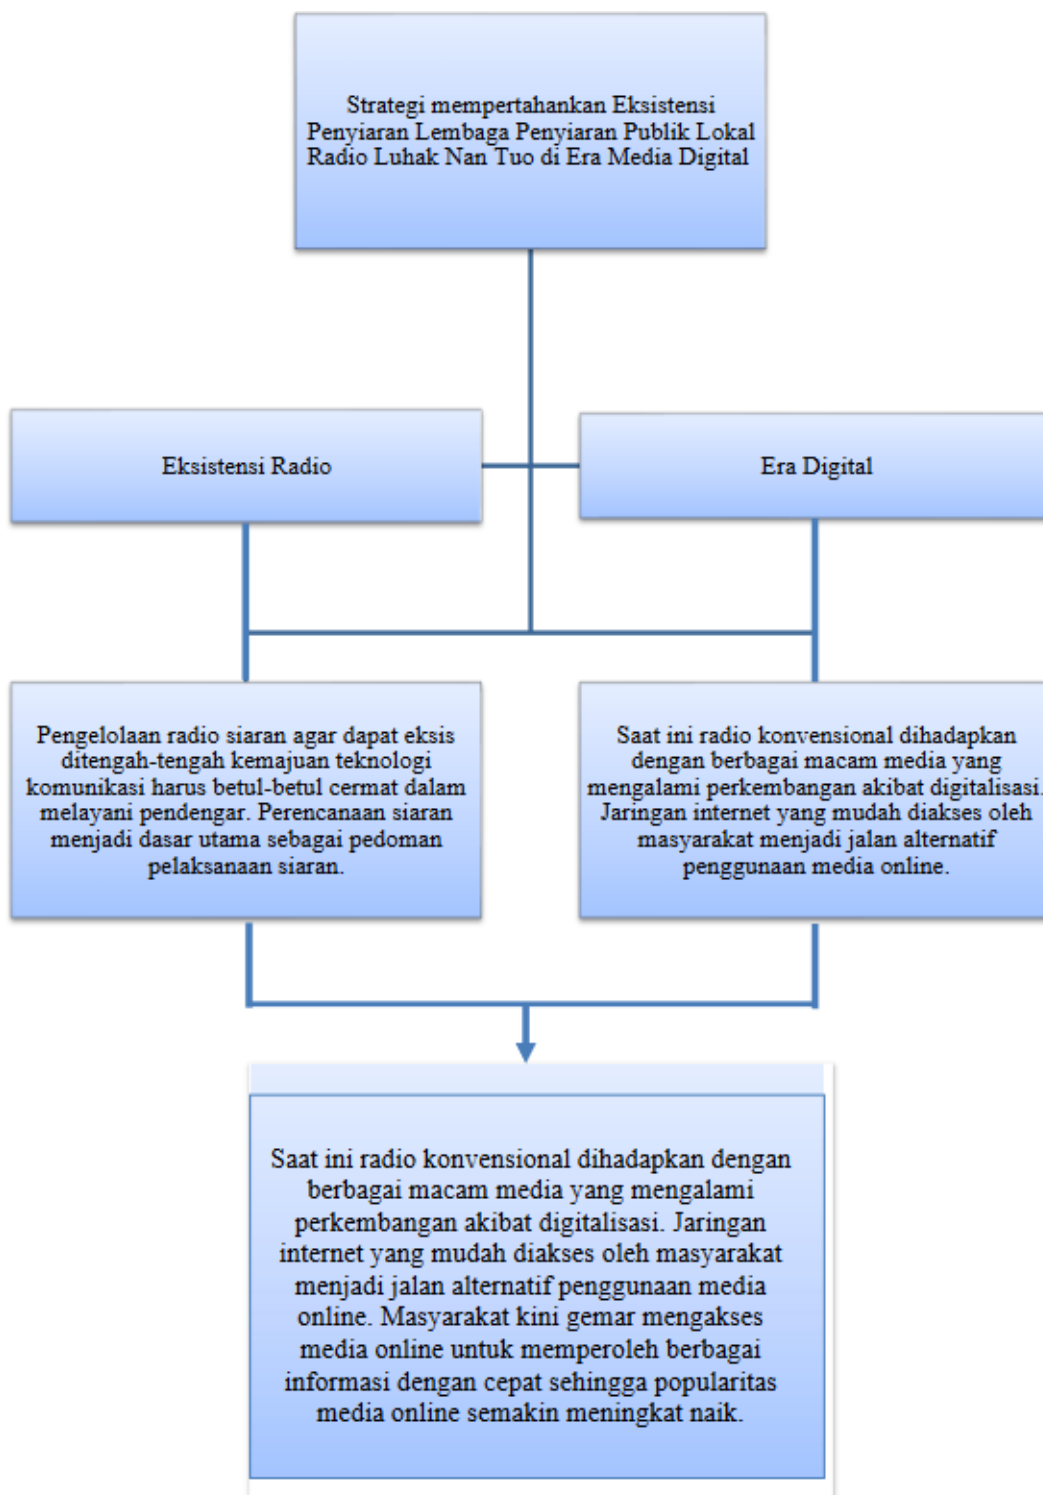 Strategi mempertahankan Eksistensi
Penyiaran Lembaga Penyiaran Publik Lokal
Radio Luhak Nan Tuo di Era Media Digital
Eksistensi Radio
Era Digital
Pengelolaan radio siaran agar dapat eksis
ditengah-tengah kemajuan teknologi
komunikasi harus betul-betul cermat dalam
melayani pendengar. Perencanaan siaran
menjadi dasar utama sebagai pedoman
pelaksanaan siaran.
Saat ini radio konvensional dihadapkan
dengan berbagai macam media yang
mengalami perkembangan akibat digitalisasi.
Jaringan internet yang mudah diakses oleh
masyarakat menjadi jalan alternatif
penggunaan media online.
Saat ini radio konvensional dihadapkan dengan
berbagai macam media yang mengalami
perkembangan akibat digitalisasi. Jaringan
internet yang mudah diakses oleh masyarakat
menjadi jalan alternatif penggunaan media
online. Masyarakat kini gemar mengakses
media online untuk memperoleh berbagai
informasi dengan cepat sehingga popularitas
media online semakin meningkat naik.